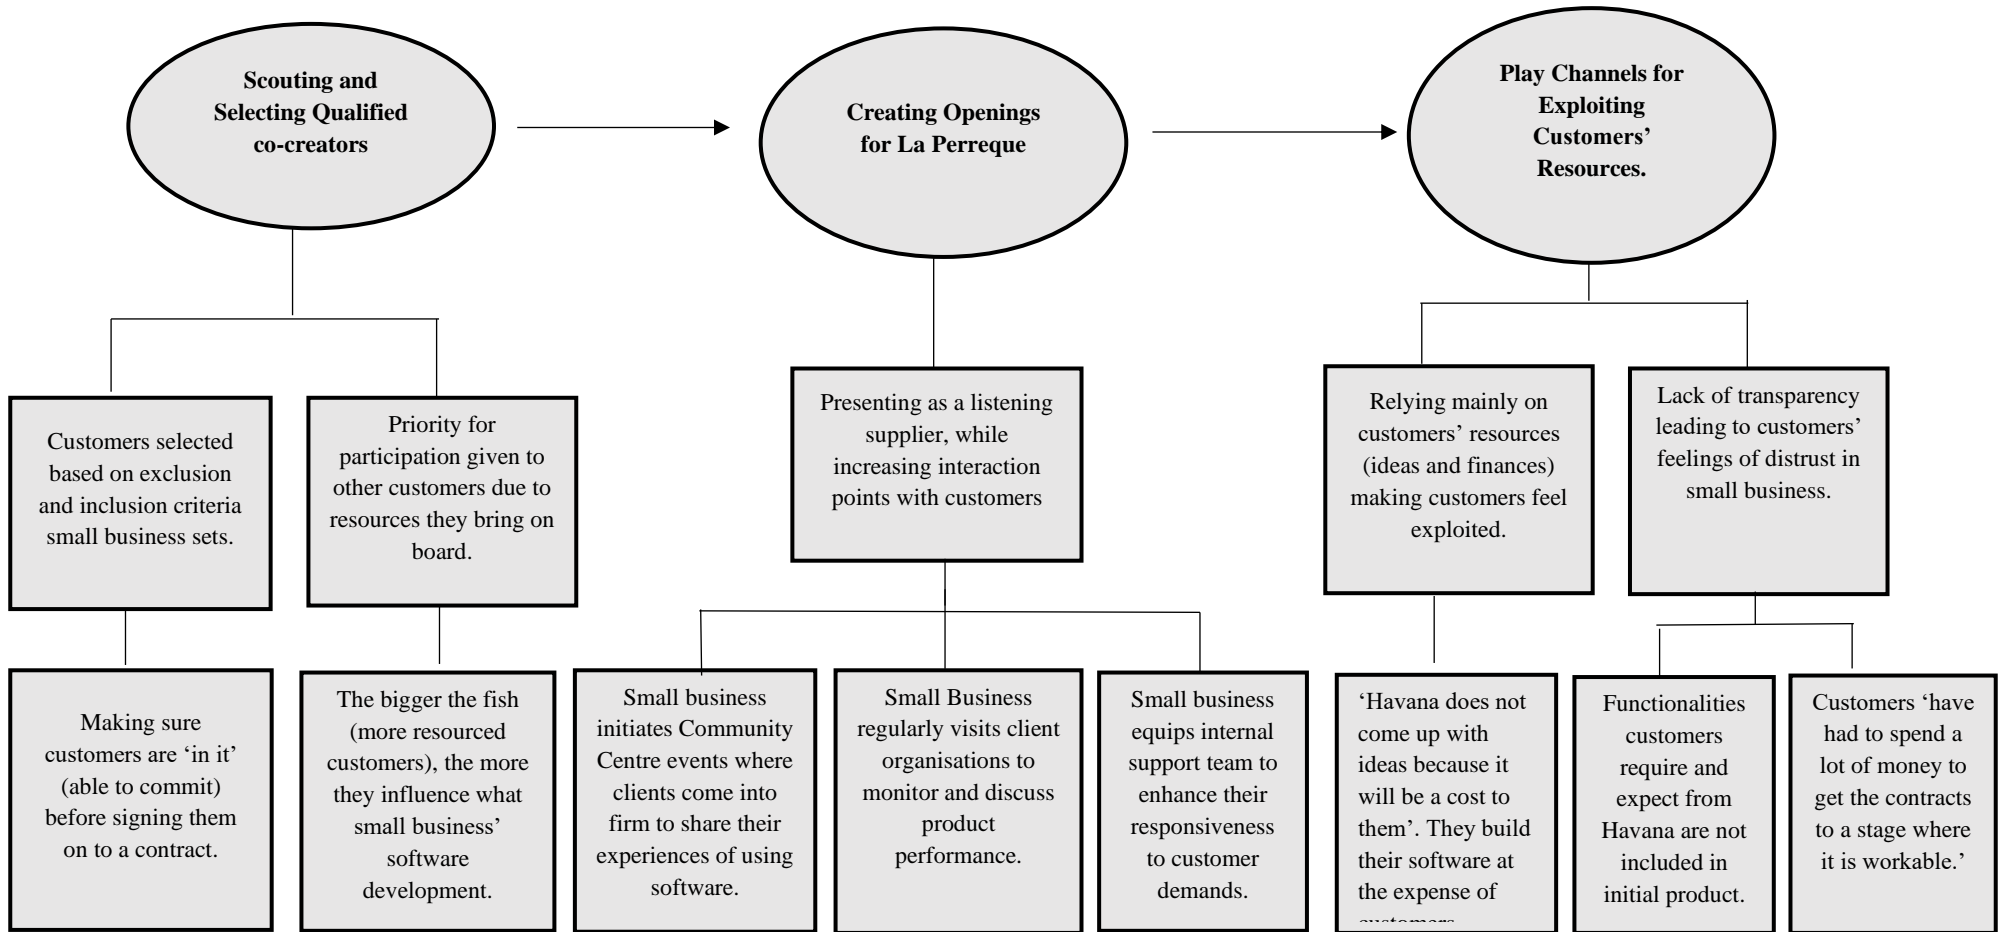 Scouting and
Selecting Qualified
co-creators
Creating Openings
for La Perreque
Play Channels for
Exploiting
Customers’
Resources.
Customers selected
based on exclusion
and inclusion criteria
small business sets.
Priority for
participation given to
other customers due to
resources they bring on
board.
Presenting as a listening
supplier, while
increasing interaction
points with customers
Relying mainly on
customers’ resources
(ideas and finances)
making customers feel
exploited.
Lack of transparency
leading to customers’
feelings of distrust in
small business.
Making sure
customers are ‘in it’
(able to commit)
before signing them
on to a contract.
The bigger the fish
(more resourced
customers), the more
they influence what
small business’
software
development.
Small business
initiates Community
Centre events where
clients come into
firm to share their
experiences of using
software.
Small Business
regularly visits client
organisations to
monitor and discuss
product
performance.
Small business
equips internal
support team to
enhance their
responsiveness
to customer
demands.
‘Havana does not
come up with
ideas because it
will be a cost to
them’. They build
their software at
the expense of
Functionalities
customers
require and
expect from
Havana are not
included in
initial product.
Customers ‘have
had to spend a
lot of money to
get the contracts
to a stage where
it is workable.’